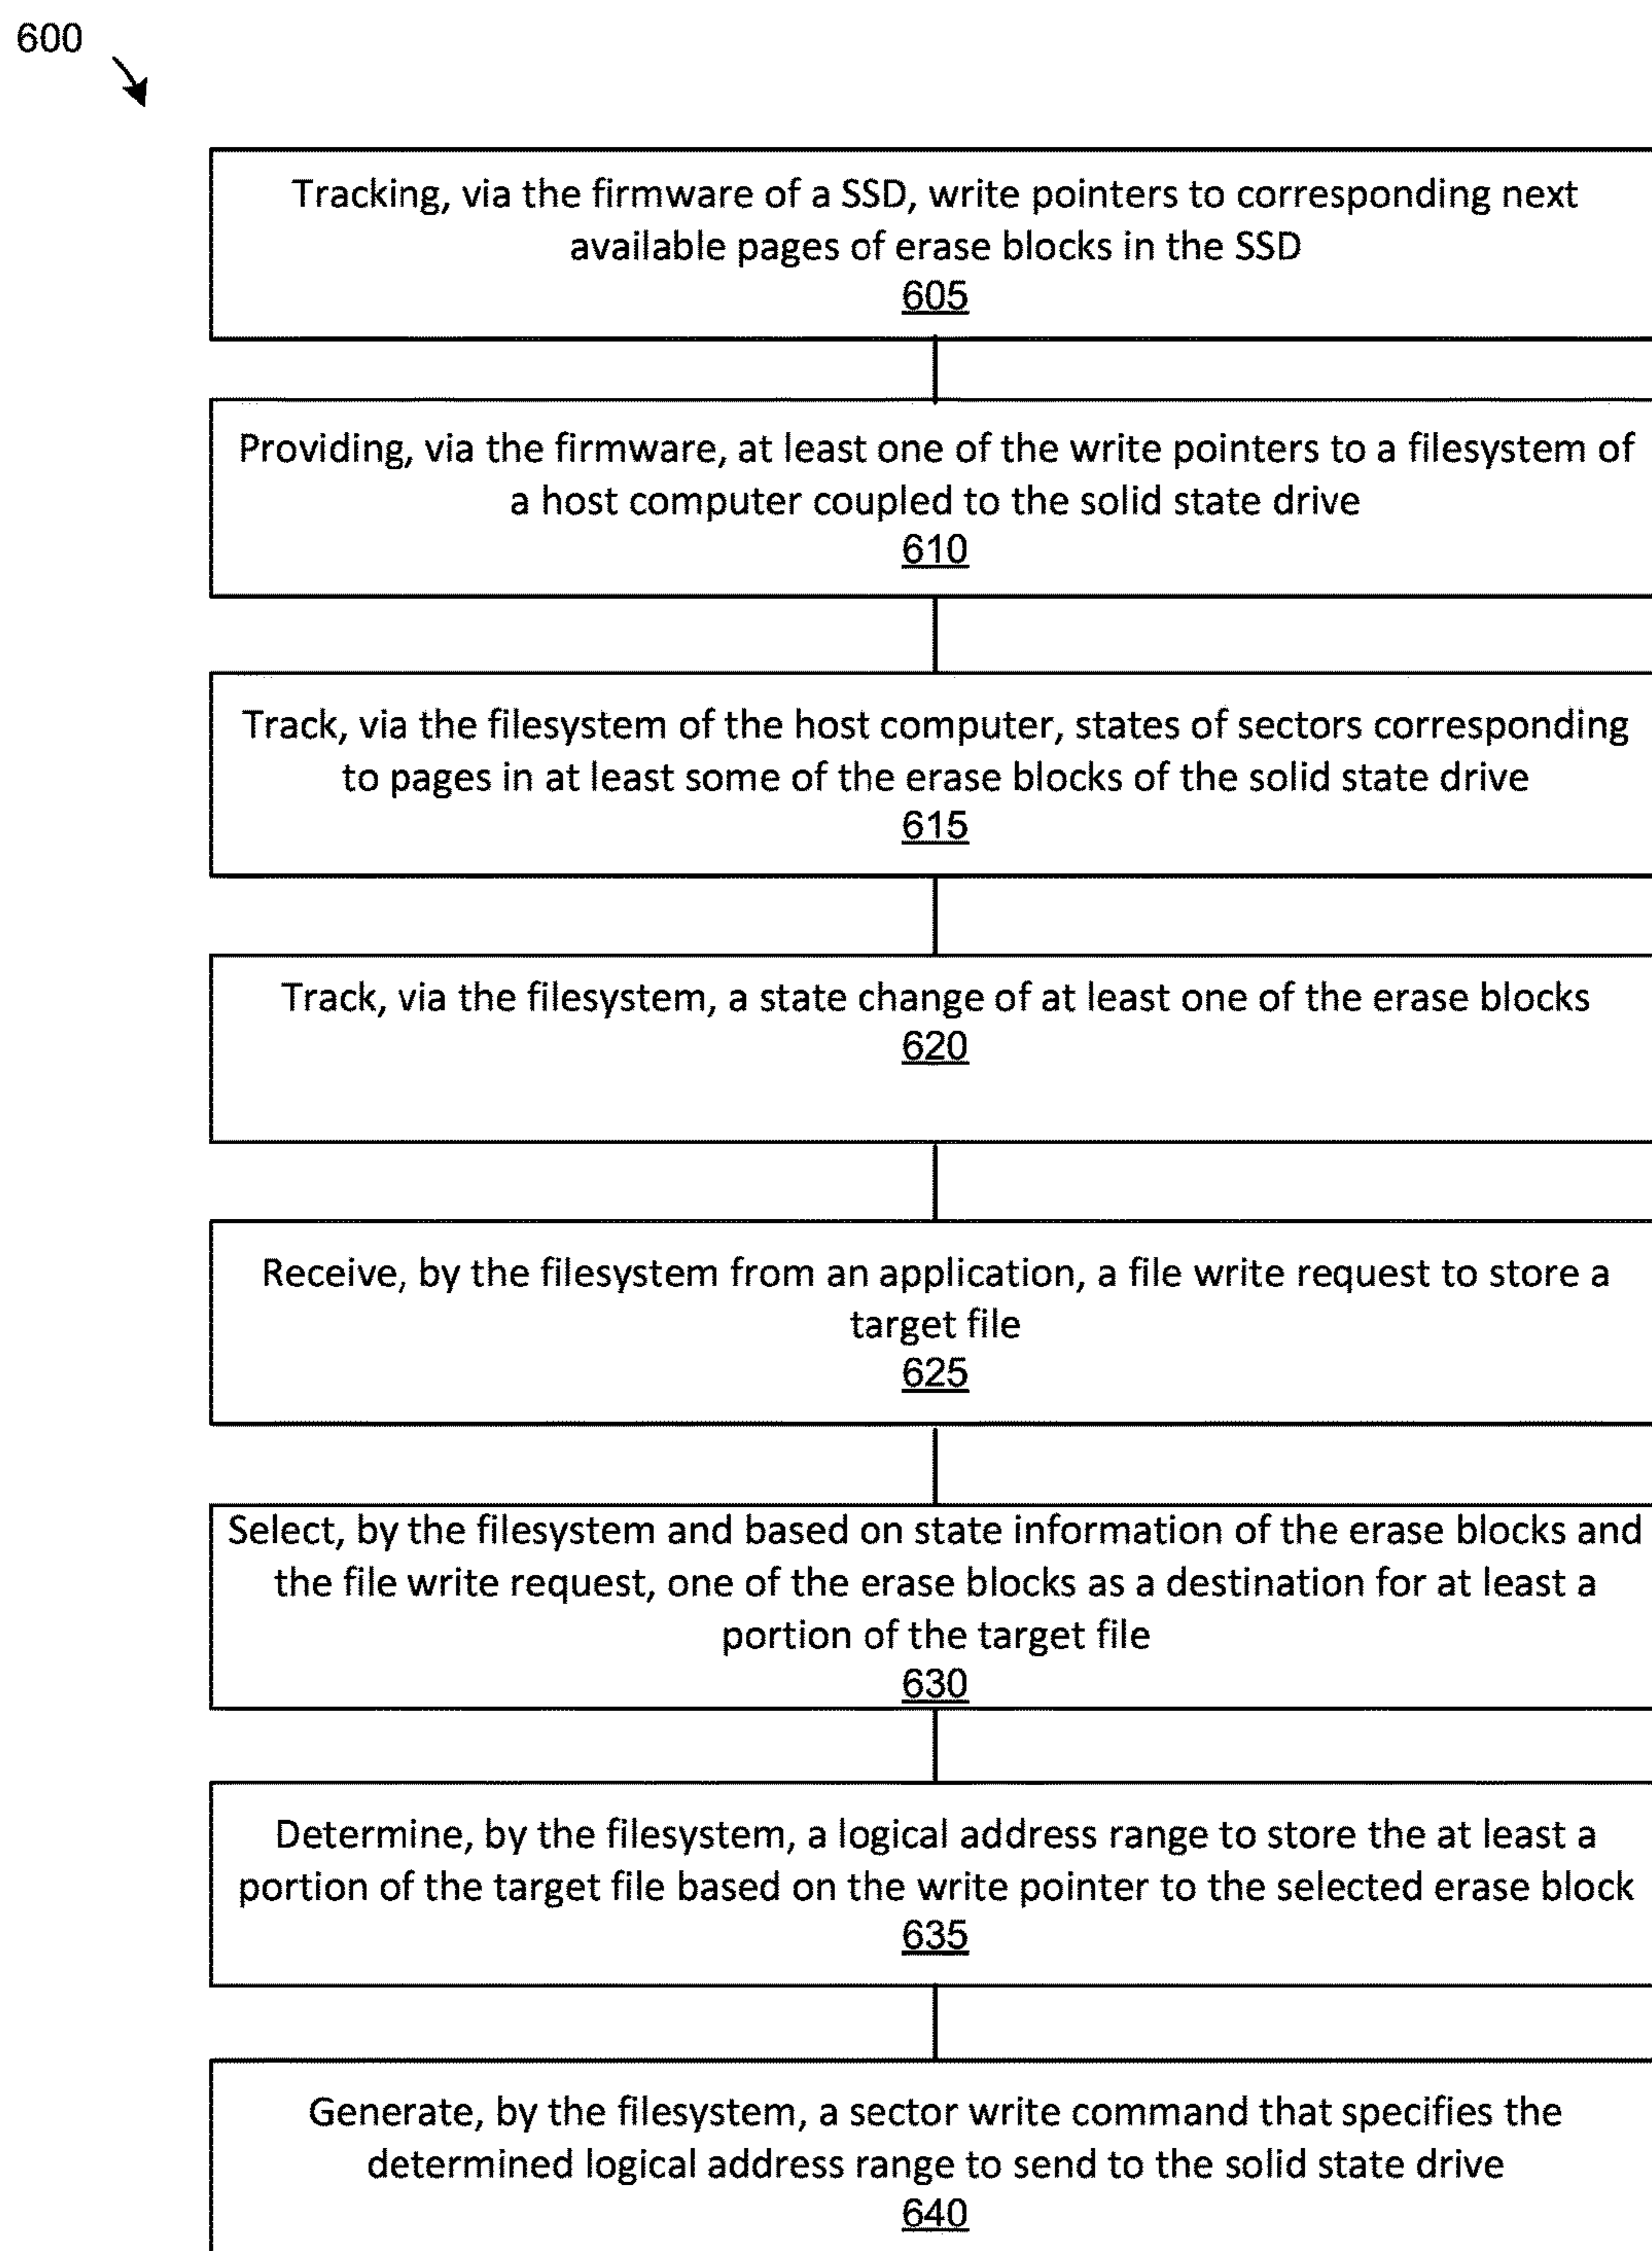 600
Tracking, via the firmware of a SSD, write pointers to corresponding next
available pages of erase blocks in the SSD
605
Providing, via the firmware, at least one of the write pointers to a filesystem of
a host computer coupled to the solid state drive
610
Track, via the filesystem of the host computer, states of sectors corresponding
to pages in at least some of the erase blocks of the solid state drive
615
Track, via the filesystem, a state change of at least one of the erase blocks
620
Receive, by the filesystem from an application, a file write request to store a
target file
625
Select, by the filesystem and based on state information of the erase blocks and
the file write request, one of the erase blocks as a destination for at least a
portion of the target file
630
Determine, by the filesystem, a logical address range to store the at least a
portion of the target file based on the write pointer to the selected erase block
635
Generate, by the filesystem, a sector write command that specifies the
determined logical address range to send to the solid state drive
640